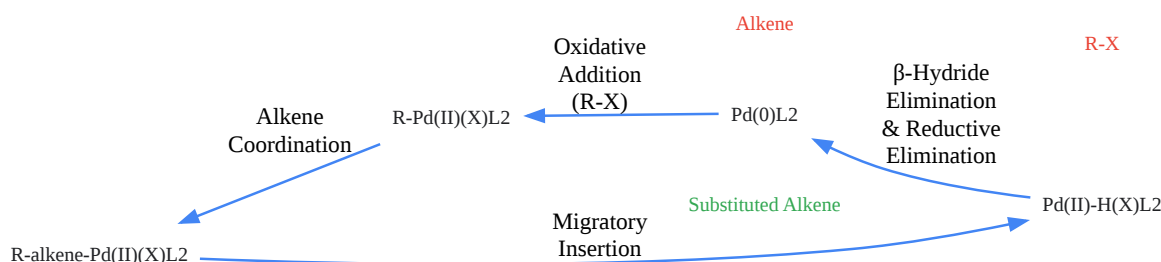 Alkene
R-X
Oxidative
Addition
(R-X)
β-Hydride
Elimination
& Reductive
Elimination
Alkene
Coordination
R-Pd(II)(X)L2
Pd(0)L2
Substituted Alkene
Pd(II)-H(X)L2
Migratory
Insertion
R-alkene-Pd(II)(X)L2